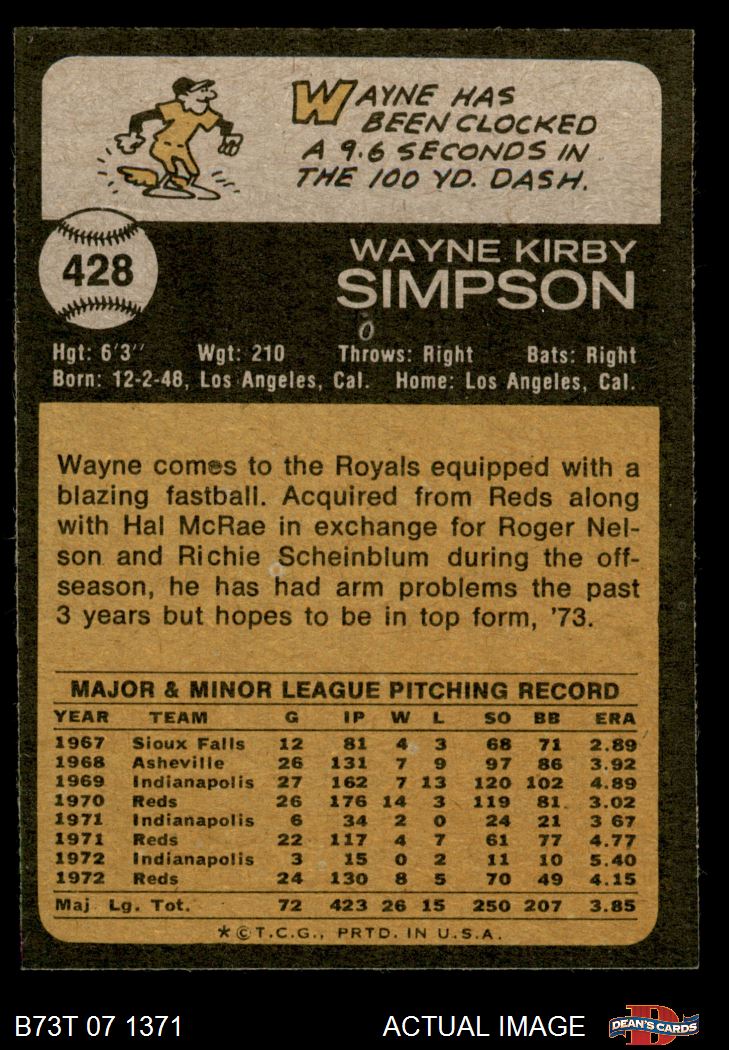 WAYNE HAS
BEEN CLOCKED
A 9.6 SECONDS IN
THE 100 YD. DASH.
428
WAYNE KIRBY
SIMPSON
Hgt: 6'3" Wgt: 210 Throws: Right Bats: Right
Born: 12-2-48, Los Angeles, Cal. Home: Los Angeles, Cal.
Wayne comes to the Royals equipped with a
blazing fastball. Acquired from Reds along
with Hal McRae in exchange for Roger Nel-
son and Richie Scheinblum during the off-
season, he has had arm problems the past
3 years but hopes to be in top form, '73.
MAJOR & MINOR LEAGUE PITCHING RECORD
YEAR TEAM G IP W L SO BB ERA
1967 Sioux Falls 12 81 4 3 68 71 2.89
1968 Asheville 26 131 7 9 97 86 3.92
1969 Indianapolis 27 162 7 13 120 102 4.89
1970 Reds 26 176 14 3 119 81 3.02
1971 Indianapolis 6 34 2 0 24 21 3 67
1971 Reds 22 117 4 7 61 77 4.77
1972 Indianapolis 3 15 0 2 11 10 5.40
1972 Reds 24 130 8 5 70 49 4.15
Maj Lg. Tot. 72 423 26 15 250 207 3.85
*©T.C.G., PRTD. IN U.S.A.
B73T 07 1371 ACTUAL IMAGE DEAN'S CARDS